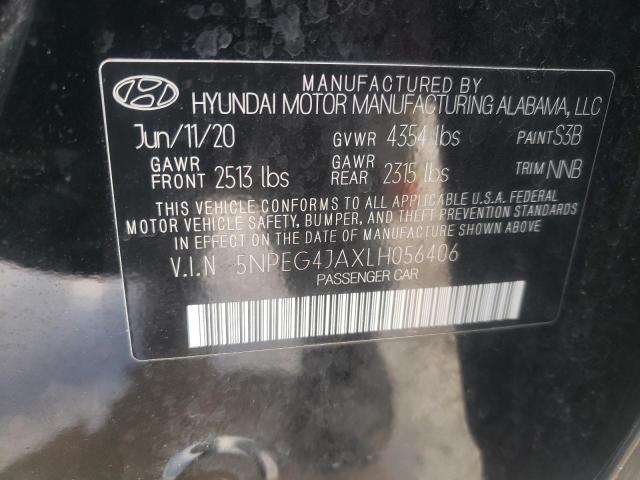 MANUFACTURED BY
HYUNDAI MOTOR MANUFACTURING ALABAMA, LLC
Jun/11/20 GVWR 4354 lbs PAINT S3B
GAWR FRONT 2513 lbs GAWR REAR 2315 lbs TRIM NNB
THIS VEHICLE CONFORMS TO ALL APPLICABLE U.S.A. FEDERAL
MOTOR VEHICLE SAFETY, BUMPER, AND THEFT PREVENTION STANDARDS
IN EFFECT ON THE DATE OF MANUFACTURE SHOWN ABOVE.
V.I.N 5NPEG4JAXLH056406
PASSENGER CAR